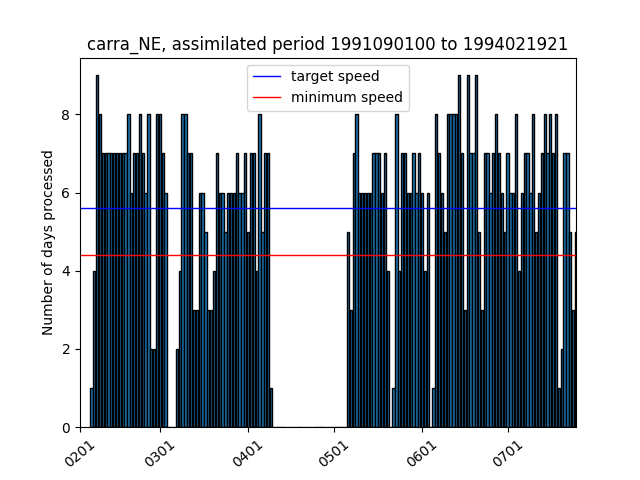 carra_NE, assimilated period 1991090100 to 1994021921
target speed
minimum speed
Number of days processed
8
6
4
2
0
0201
0301
0401
0501
0601
0701